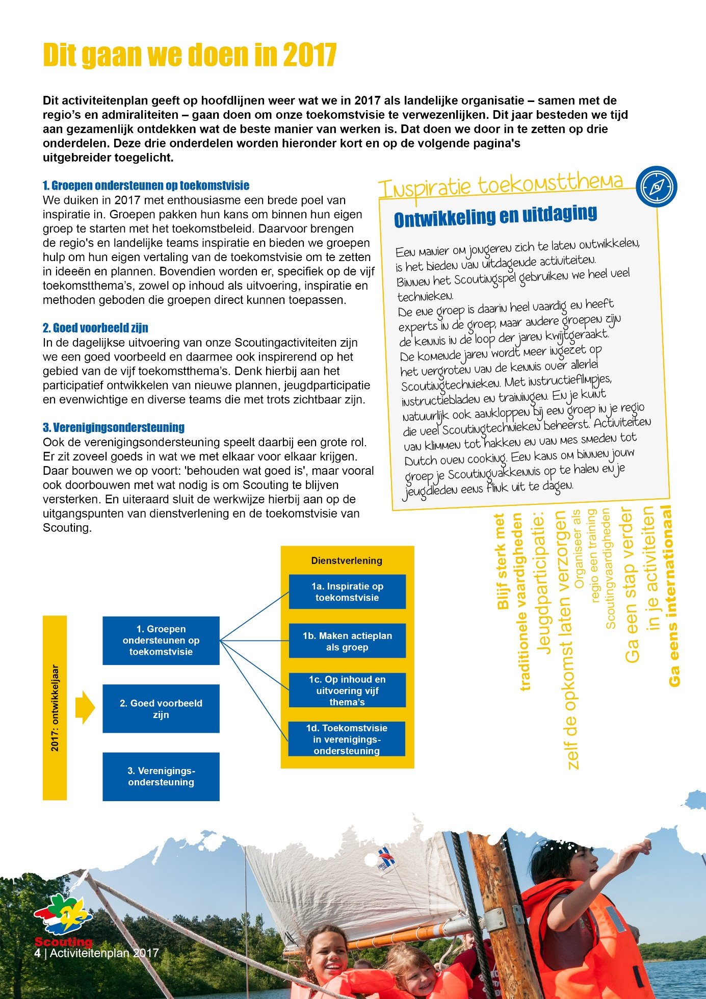 Dit gaan we doen in 2017
Dit activiteitenplan geeft op hoofdlijnen weer wat we in 2017 als landelijke organisatie – samen met de
regio’s en admiraliteiten – gaan doen om onze toekomstvisie te verwezenlijken. Dit jaar besteden we tijd
aan gezamenlijk ontdekken wat de beste manier van werken is. Dat doen we door in te zetten op drie
onderdelen. Deze drie onderdelen worden hieronder kort en op de volgende pagina's
uitgebreider toegelicht.
1. Groepen ondersteunen op toekomstvisie
We duiken in 2017 met enthousiasme een brede poel van
inspiratie in. Groepen pakken hun kans om binnen hun eigen
groep te starten met het toekomstbeleid. Daarvoor brengen
de regio's en landelijke teams inspiratie en bieden we groepen
hulp om hun eigen vertaling van de toekomstvisie om te zetten
in ideeën en plannen. Bovendien worden er, specifiek op de vijf
toekomstthema’s, zowel op inhoud als uitvoering, inspiratie en
methoden geboden die groepen direct kunnen toepassen.
2. Goed voorbeeld zijn
In de dagelijkse uitvoering van onze Scoutingactiviteiten zijn
we een goed voorbeeld en daarmee ook inspirerend op het
gebied van de vijf toekomstthema’s. Denk hierbij aan het
participatief ontwikkelen van nieuwe plannen, jeugdparticipatie
en evenwichtige en diverse teams die met trots zichtbaar zijn.
3. Verenigingsondersteuning
Ook de verenigingsondersteuning speelt daarbij een grote rol.
Er zit zoveel goeds in wat we met elkaar voor elkaar krijgen.
Daar bouwen we op voort: 'behouden wat goed is', maar vooral
ook doorbouwen met wat nodig is om Scouting te blijven
versterken. En uiteraard sluit de werkwijze hierbij aan op de
uitgangspunten van dienstverlening en de toekomstvisie van
Scouting.
Inspiratie toekomstthema
Ontwikkeling en uitdaging
Een manier om jongeren zich te laten ontwikkelen,
is het bieden van uitdagende activiteiten.
Binnen het Scoutingspel gebruiken we heel veel
technieken.
De ene groep is daarin heel vaardig en heeft
experts in de groep, maar andere groepen zijn
de kennis in de loop der jaren kwijtgeraakt.
De komende jaren wordt meer ingezet op
het vergroten van de kennis over allerlei
Scoutingtechnieken. Met instructiefilmpjes,
instructiebladen en trainingen. En je kunt
natuurlijk ook aankloppen bij een groep in je regio
die veel Scoutingtechnieken beheerst. Activiteiten
van klimmen tot hakken en van mes smeden tot
Dutch oven cooking. Een kans om binnen jouw
groep je Scoutingvakkennis op te halen en je
jeugdleden eens flink uit te dagen.
Blijf sterk met
traditionele vaardigheden
Jeugdparticipatie:
zelf de opkomst laten verzorgen
Organiseer als
regio een training
Scoutingvaardigheden
Ga een stap verder
in je activiteiten
Ga eens internationaal
2017: ontwikkeljaar
1. Groepen
ondersteunen op
toekomstvisie
2. Goed voorbeeld
zijn
3. Verenigings-
ondersteuning
Dienstverlening
1a. Inspiratie op
toekomstvisie
1b. Maken actieplan
als groep
1c. Op inhoud en
uitvoering vijf
thema’s
1d. Toekomstvisie
in verenigings-
ondersteuning
Scouting
4 | Activiteitenplan 2017